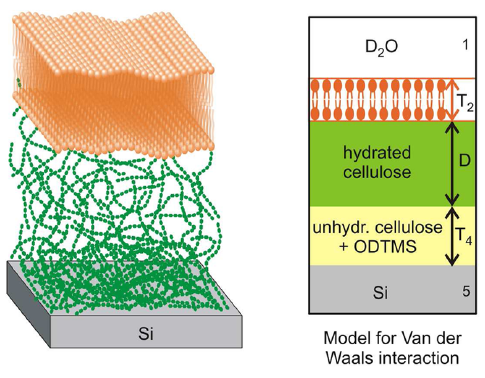 Si
D₂O 1
T₂
hydrated
cellulose
D
unhydr. cellulose
+ ODTMS
T₄
Si 5
Model for Van der
Waals interaction